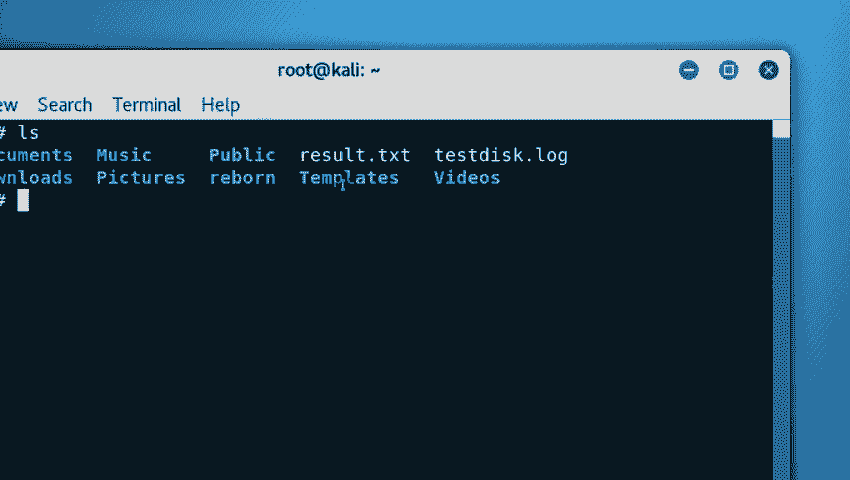 root@kali: ~
ew Search Terminal Help
# ls
cuments Music Public result.txt testdisk.log
wnloads Pictures reborn Templates Videos
#